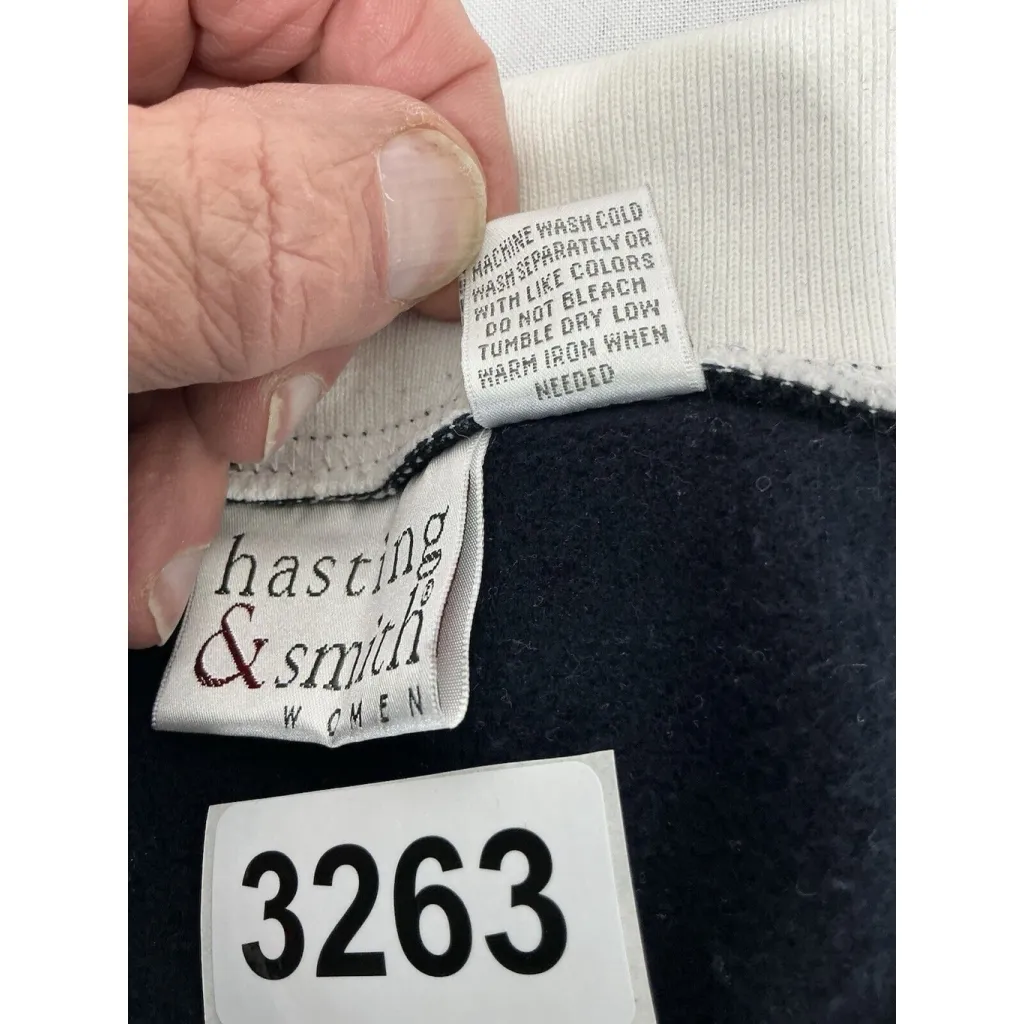 MACHINE WASH COLD
WASH SEPARATELY OR
WITH LIKE COLORS
DO NOT BLEACH
TUMBLE DRY LOW
WARM IRON WHEN
NEEDED
hasting
& smith®
WOMEN
3263